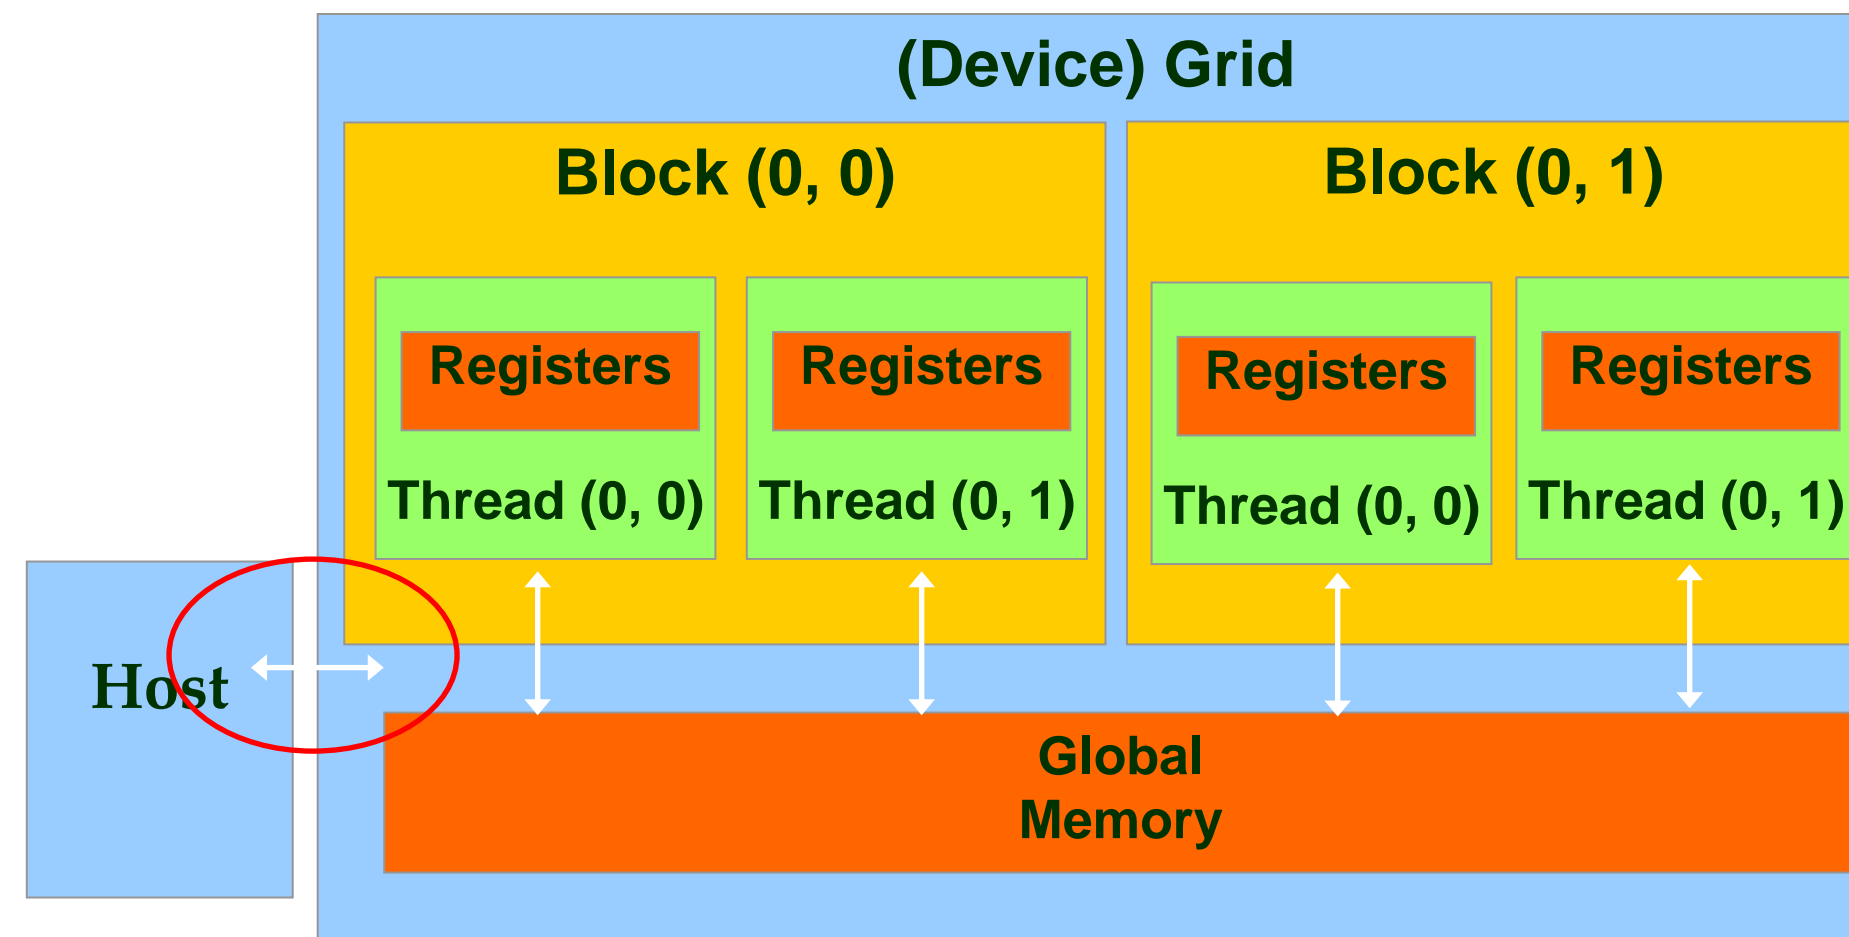 (Device) Grid
Block (0, 0)
Block (0, 1)
Registers
Registers
Registers
Registers
Thread (0, 0)
Thread (0, 1)
Thread (0, 0)
Thread (0, 1)
Host
Global
Memory